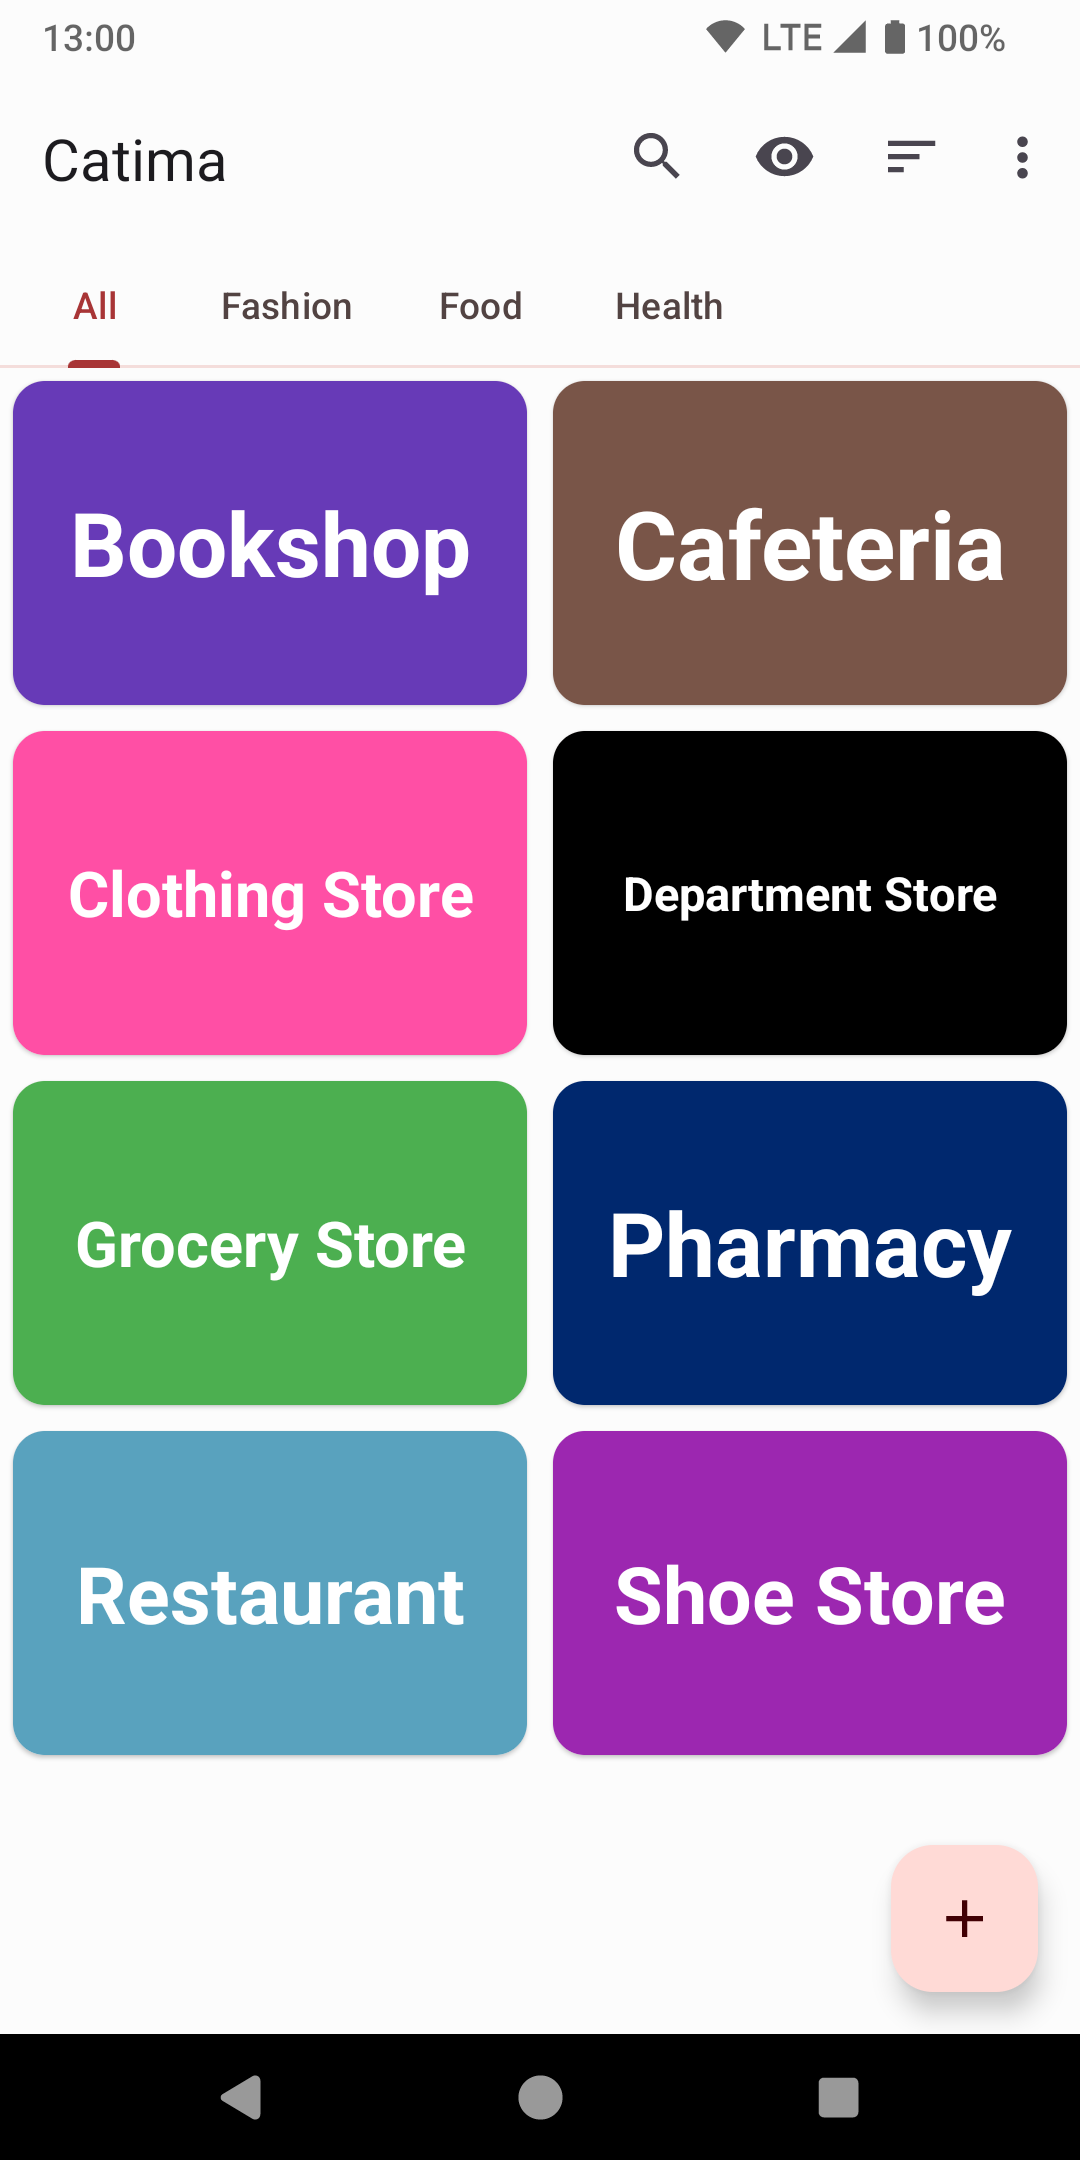 13:00 LTE 100%
Catima
All Fashion Food Health
Bookshop Cafeteria
Clothing Store Department Store
Grocery Store Pharmacy
Restaurant Shoe Store